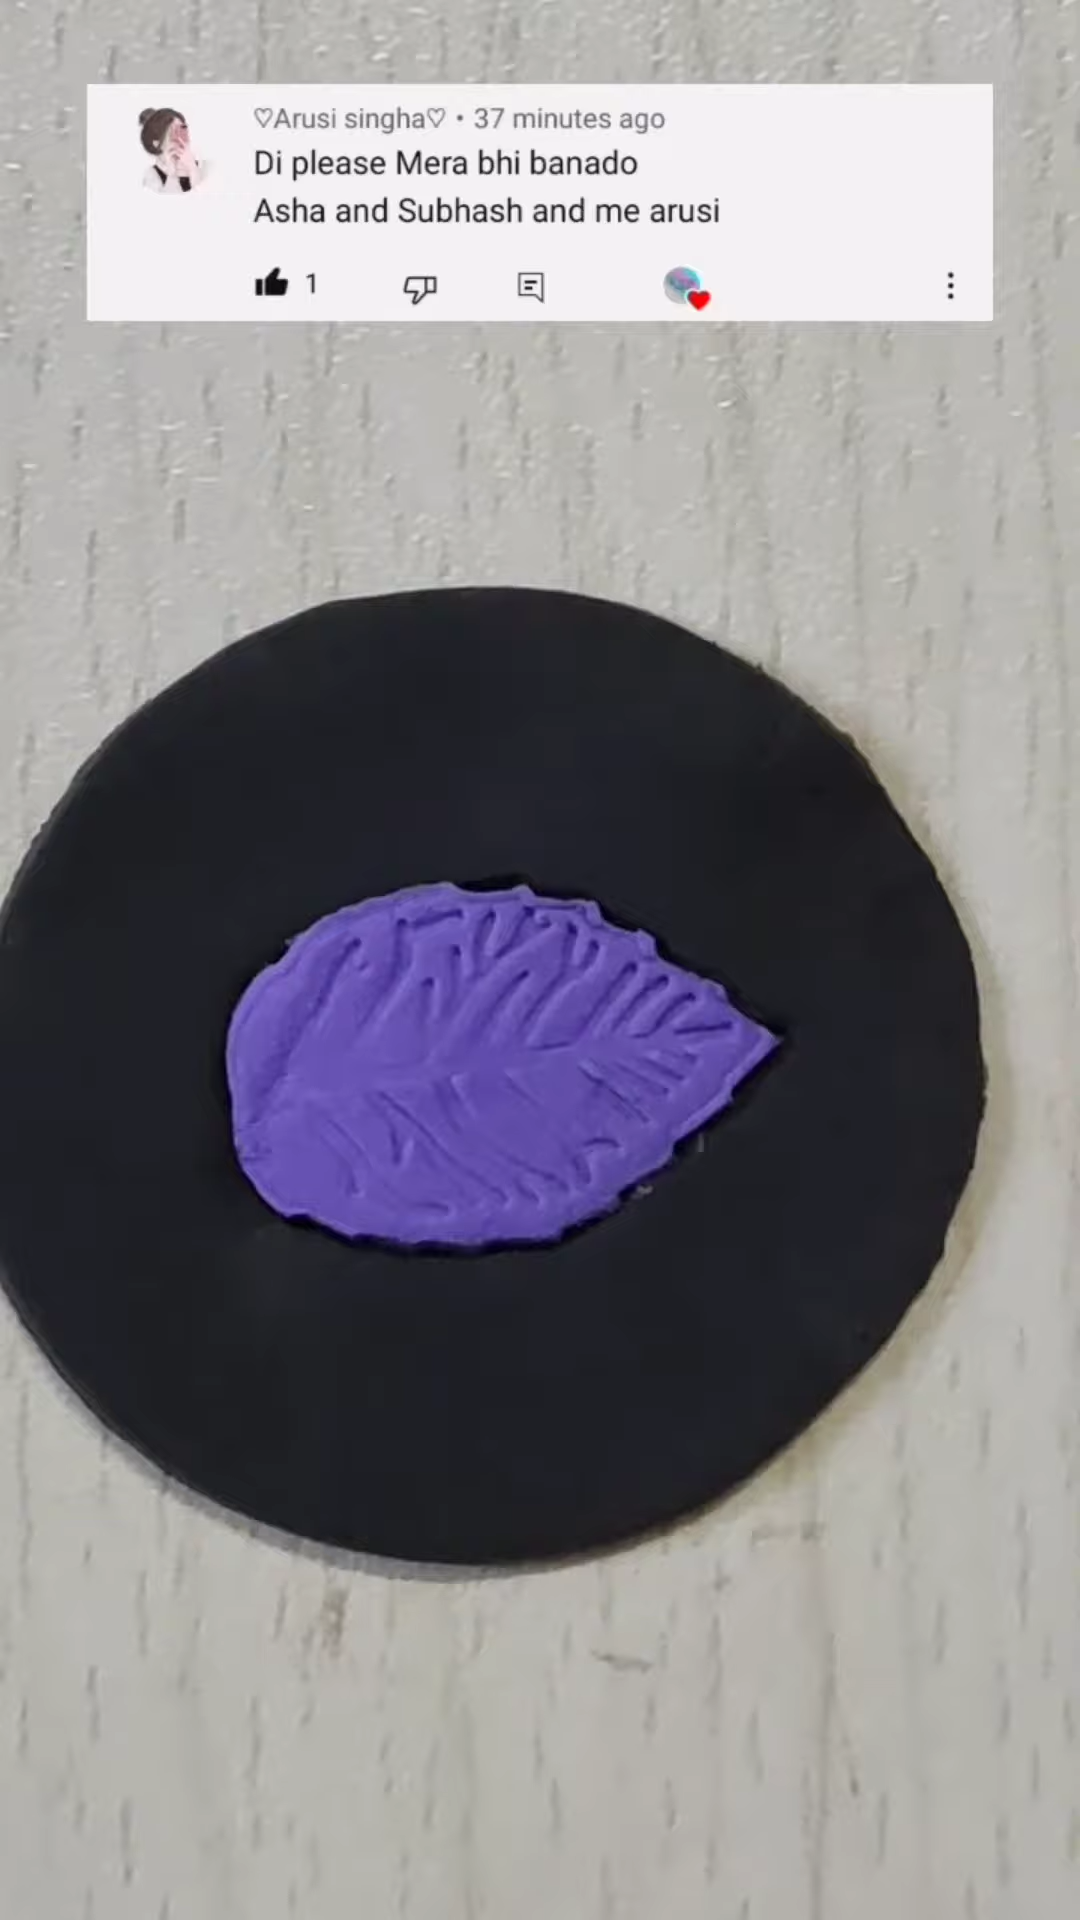 ♡Arusi singha♡ • 37 minutes ago
Di please Mera bhi banado
Asha and Subhash and me arusi
1